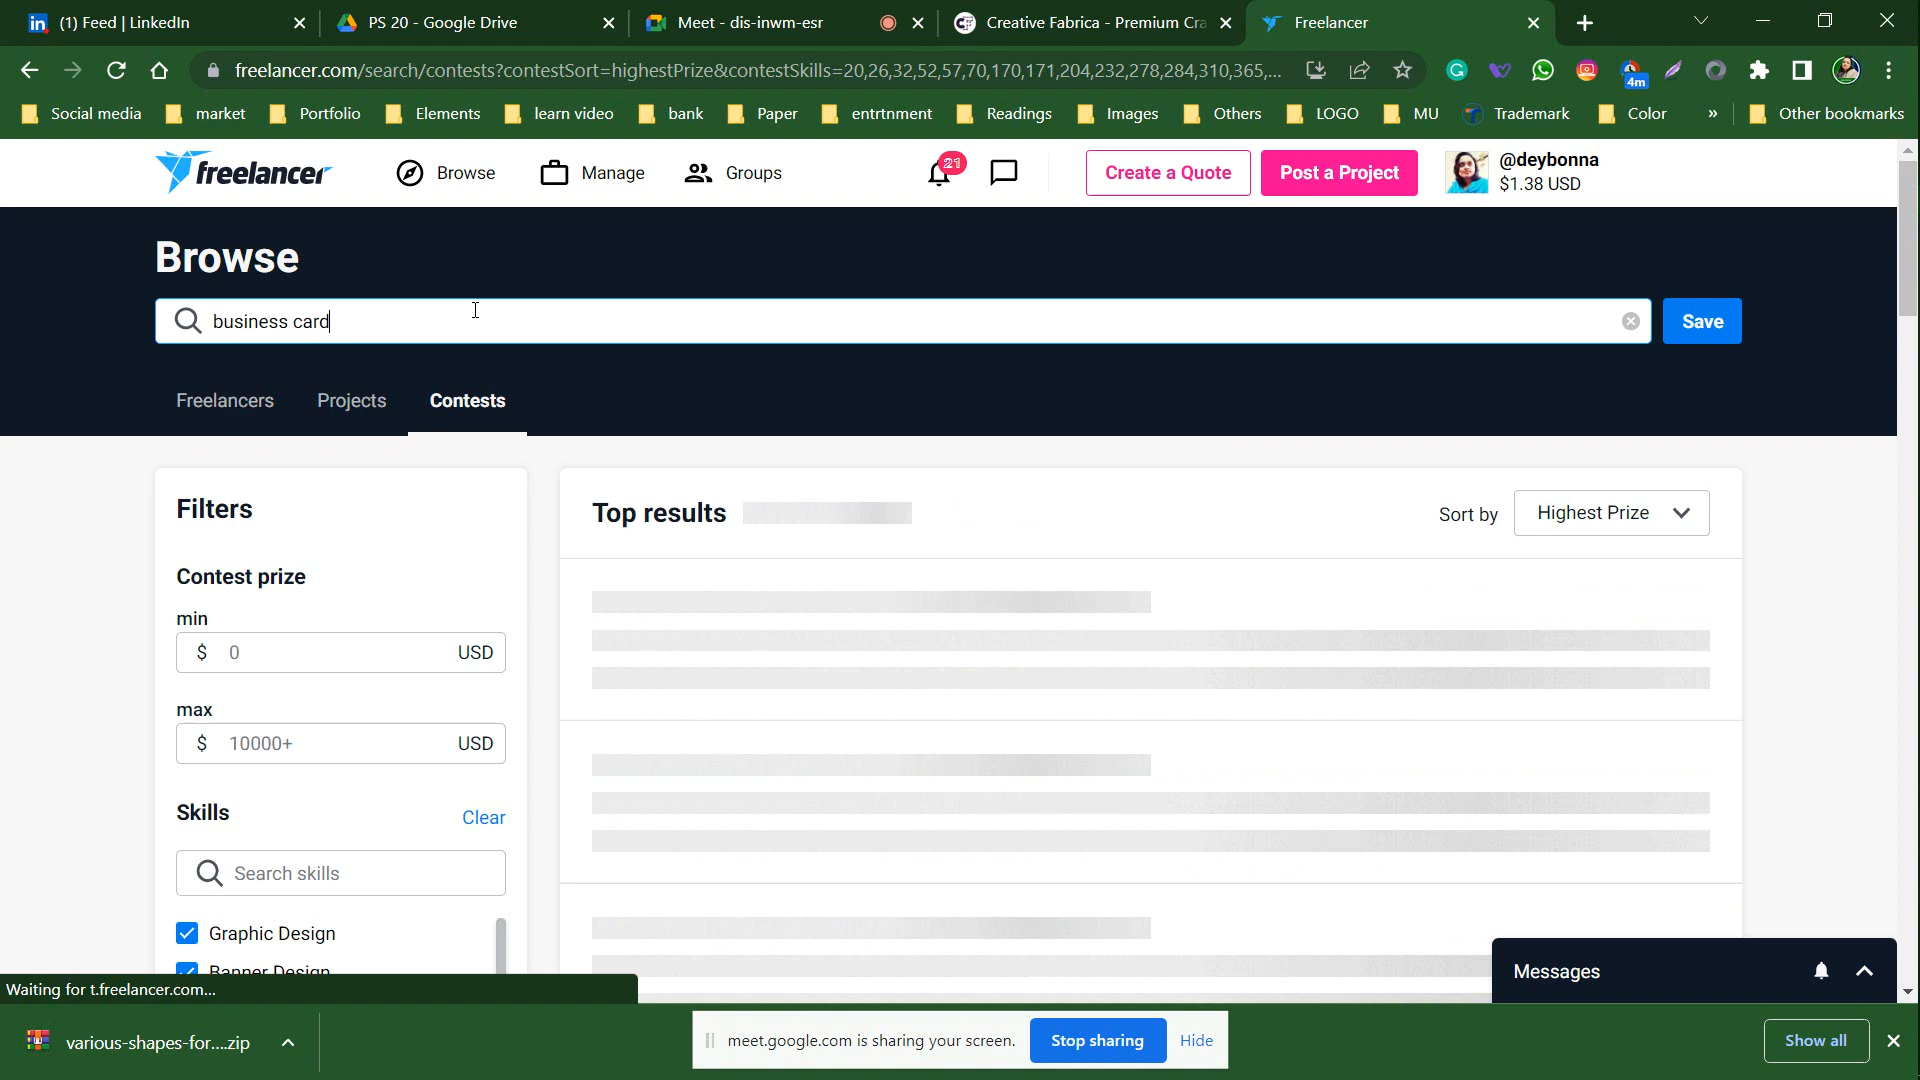 (1) Feed | LinkedIn
PS 20 - Google Drive
Meet - dis-inwm-esr
Creative Fabrica - Premium Cra
Freelancer
freelancer.com/search/contests?contestSort=highestPrize&contestSkills=20,26,32,52,57,70,170,171,204,232,278,284,310,365,...
4m
Social media
market
Portfolio
Elements
learn video
bank
Paper
entrtnment
Readings
Images
Others
LOGO
MU
Trademark
Color
»
Other bookmarks
freelancer
Browse
Manage
Groups
21
Create a Quote
Post a Project
@deybonna
$1.38 USD
Browse
business card
Save
Freelancers
Projects
Contests
Filters
Top results
Sort by
Highest Prize
Contest prize
min
$ 0 USD
max
$ 10000+ USD
Skills
Clear
Search skills
Graphic Design
Banner Design
Messages
Waiting for t.freelancer.com...
various-shapes-for....zip
meet.google.com is sharing your screen.
Stop sharing
Hide
Show all